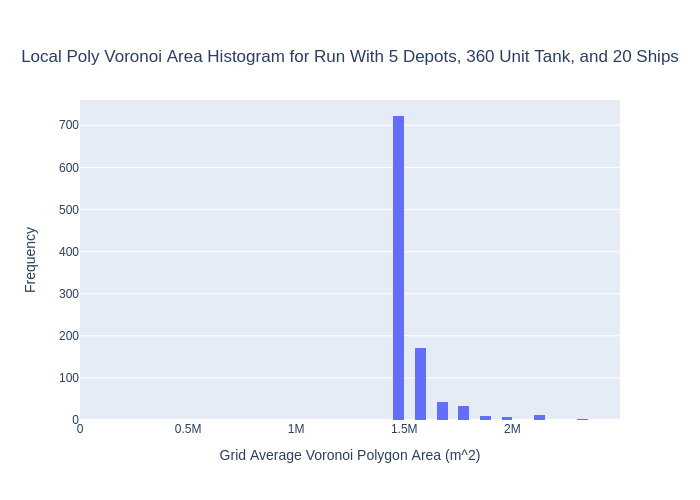 Local Poly Voronoi Area Histogram for Run With 5 Depots, 360 Unit Tank, and 20 Ships
700
600
500
400
300
200
100
0
Frequency
0 0.5M 1M 1.5M 2M
Grid Average Voronoi Polygon Area (m^2)